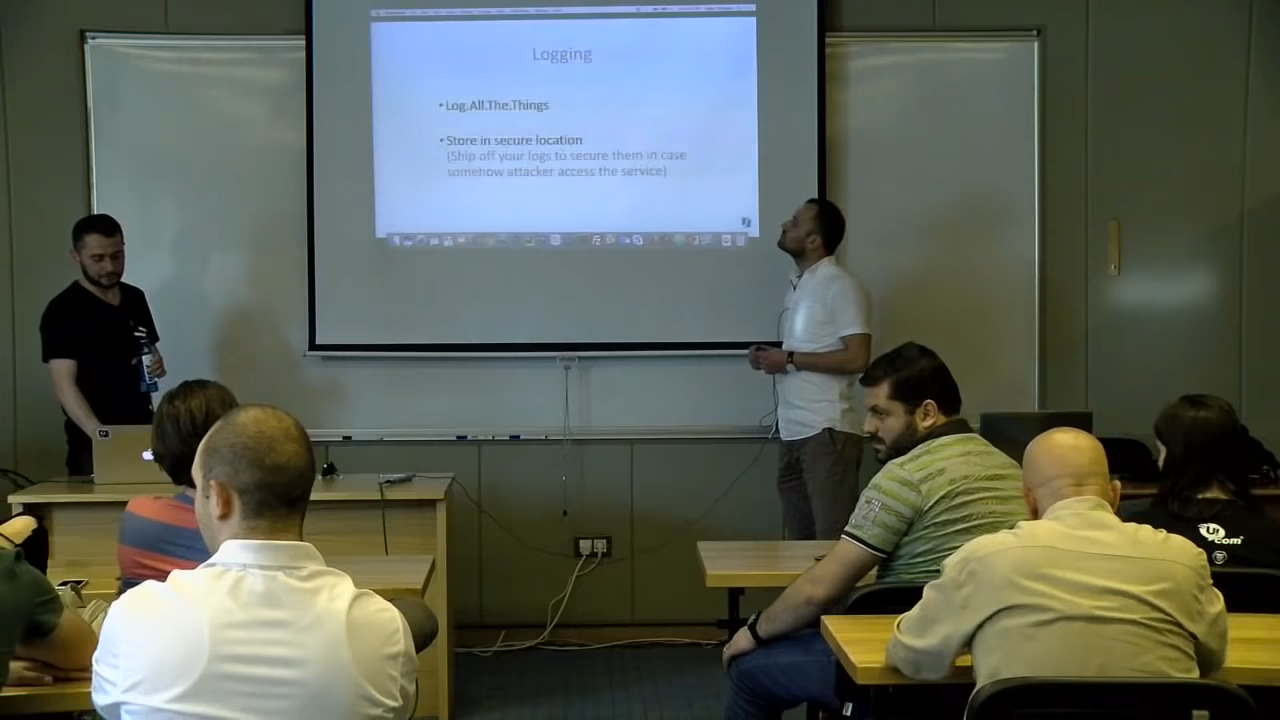 Logging
• Log.All.The.Things
• Store in secure location
(Ship off your logs to secure them in case
somehow attacker access the service)
U!
com